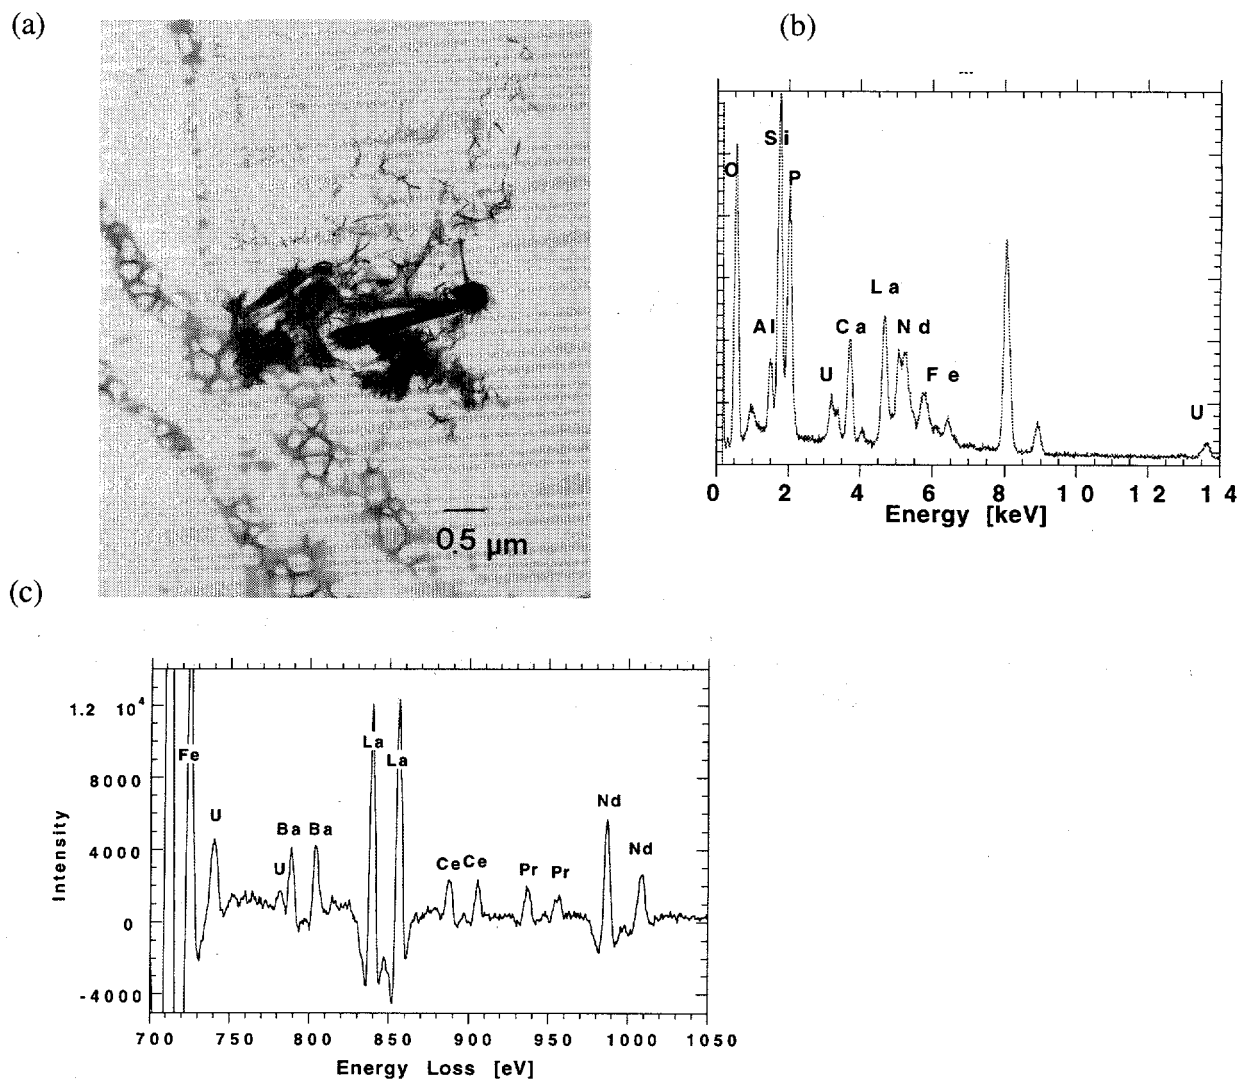 (a)
0.5 μm
(b)
Si
O
P
La
Al
Ca
Nd
U
Fe
U
0 2 4 6 8 10 12 14
Energy [keV]
(c)
1.2 10⁴
8000
4000
0
-4000
Intensity
Fe
U
U
Ba
Ba
La
La
Ce
Ce
Pr
Pr
Nd
Nd
700 750 800 850 900 950 1000 1050
Energy Loss [eV]